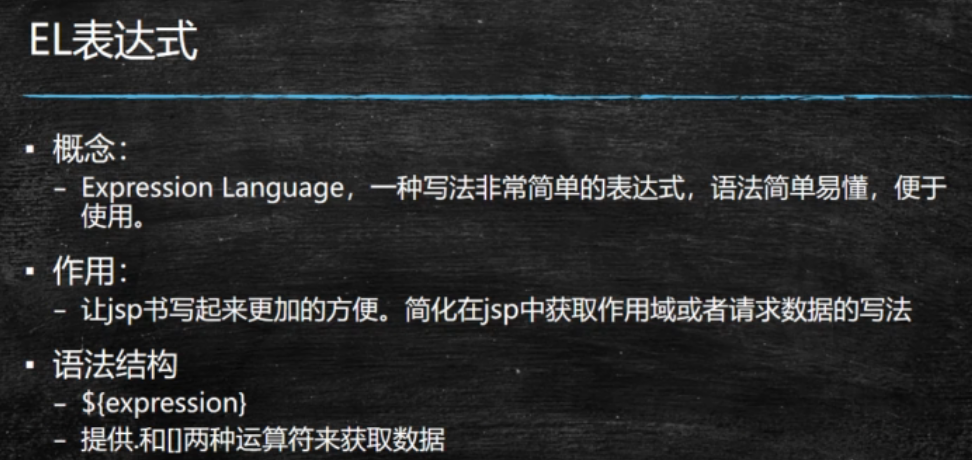 EL表达式
▪ 概念：
– Expression Language，一种写法非常简单的表达式，语法简单易懂，便于
使用。
▪ 作用：
– 让jsp书写起来更加的方便。简化在jsp中获取作用域或者请求数据的写法
▪ 语法结构
– ${expression}
– 提供.和[]两种运算符来获取数据